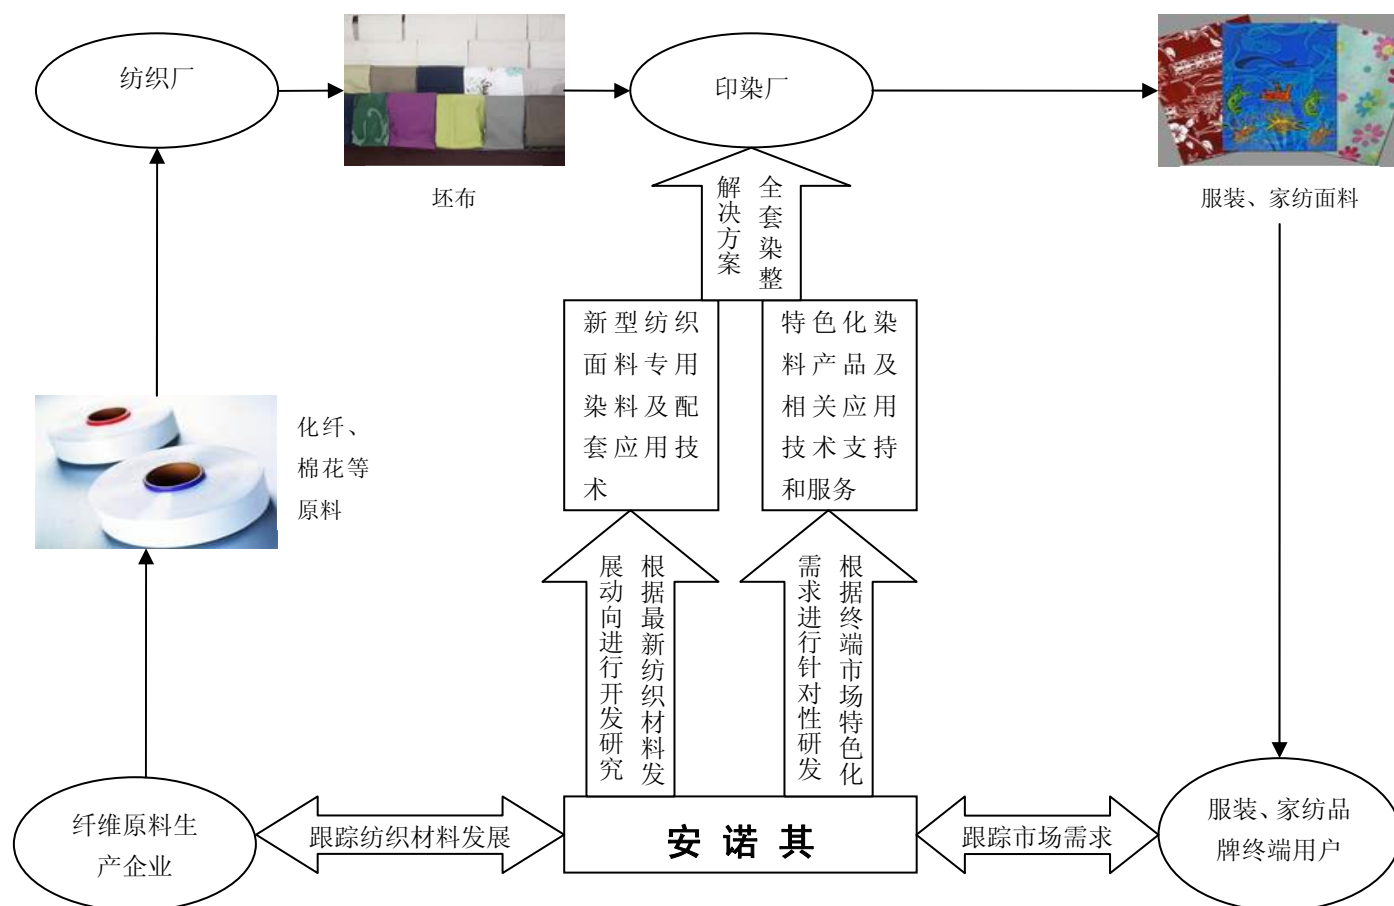 纺织厂
印染厂
坯布
服装、家纺面料
全套染整
解决方案
新型纺织
面料专用
染料及配
套应用技
术
特色化染
料产品及
相关应用
技术支持
和服务
化纤、
棉花等
原料
根据最新纺织材料发
展动向进行开发研究
根据终端市场特色化
需求进行针对性研发
纤维原料生
产企业
跟踪纺织材料发展
安诺其
跟踪市场需求
服装、家纺品
牌终端用户